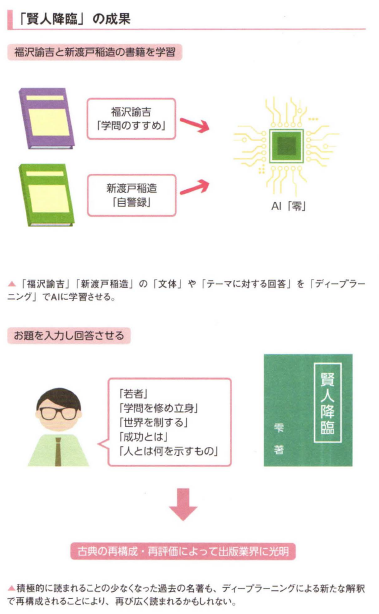 「賢人降臨」の成果
福沢諭吉と新渡戸稲造の書籍を学習
福沢諭吉
「学問のすすめ」
新渡戸稲造
「自警録」
AI「零」
▲「福沢諭吉」「新渡戸稲造」の「文体」や「テーマに対する回答」を「ディープラー
ニング」でAIに学習させる。
お題を入力し回答させる
「若者」
「学問を修め立身」
「世界を制する」
「成功とは」
「人とは何を示すもの」
賢人降臨
雫 著
古典の再構成・再評価によって出版業界に光明
▲積極的に読まれることの少なくなった過去の名著も、ディープラーニングによる新たな解釈
で再構成されることにより、再び広く読まれるかもしれない。